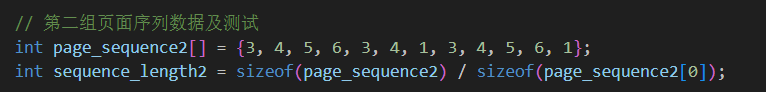 // 第二组页面序列数据及测试
int page_sequence2[] = {3, 4, 5, 6, 3, 4, 1, 3, 4, 5, 6, 1};
int sequence_length2 = sizeof(page_sequence2) / sizeof(page_sequence2[0]);